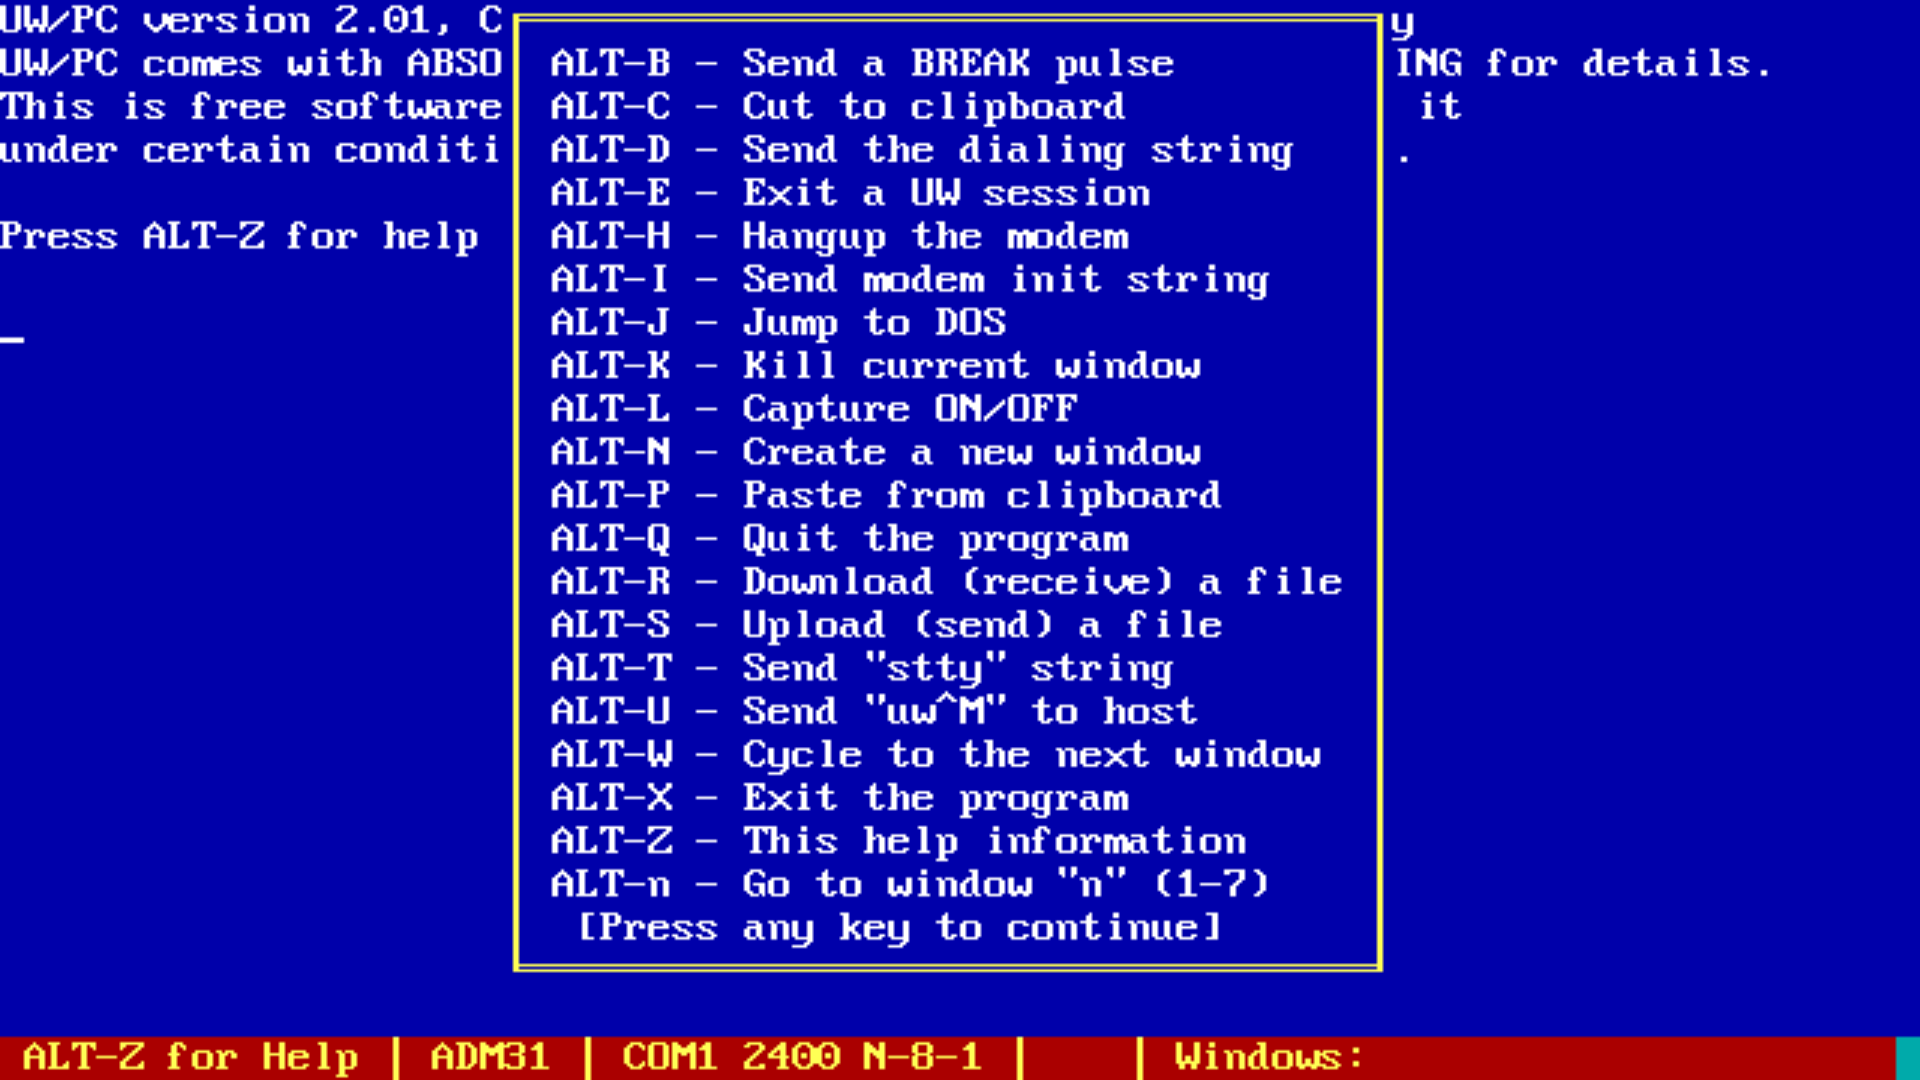 UW/PC version 2.01, C y
UW/PC comes with ABSO ING for details.
This is free software it
under certain conditi .
Press ALT-Z for help
ALT-B - Send a BREAK pulse
ALT-C - Cut to clipboard
ALT-D - Send the dialing string
ALT-E - Exit a UW session
ALT-H - Hangup the modem
ALT-I - Send modem init string
ALT-J - Jump to DOS
ALT-K - Kill current window
ALT-L - Capture ON/OFF
ALT-N - Create a new window
ALT-P - Paste from clipboard
ALT-Q - Quit the program
ALT-R - Download (receive) a file
ALT-S - Upload (send) a file
ALT-T - Send "stty" string
ALT-U - Send "uw^M" to host
ALT-W - Cycle to the next window
ALT-X - Exit the program
ALT-Z - This help information
ALT-n - Go to window "n" (1-7)
[Press any key to continue]
ALT-Z for Help | ADM31 | COM1 2400 N-8-1 | | Windows: